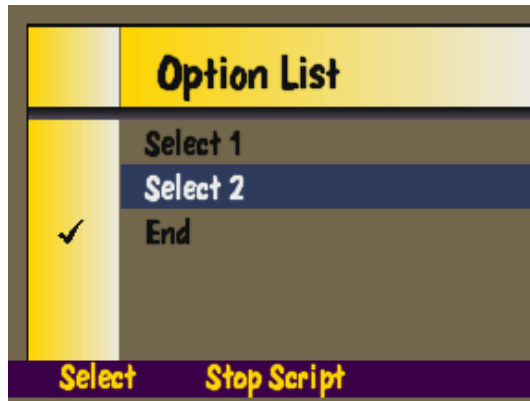 Option List
Select 1
Select 2
End
Select Stop Script